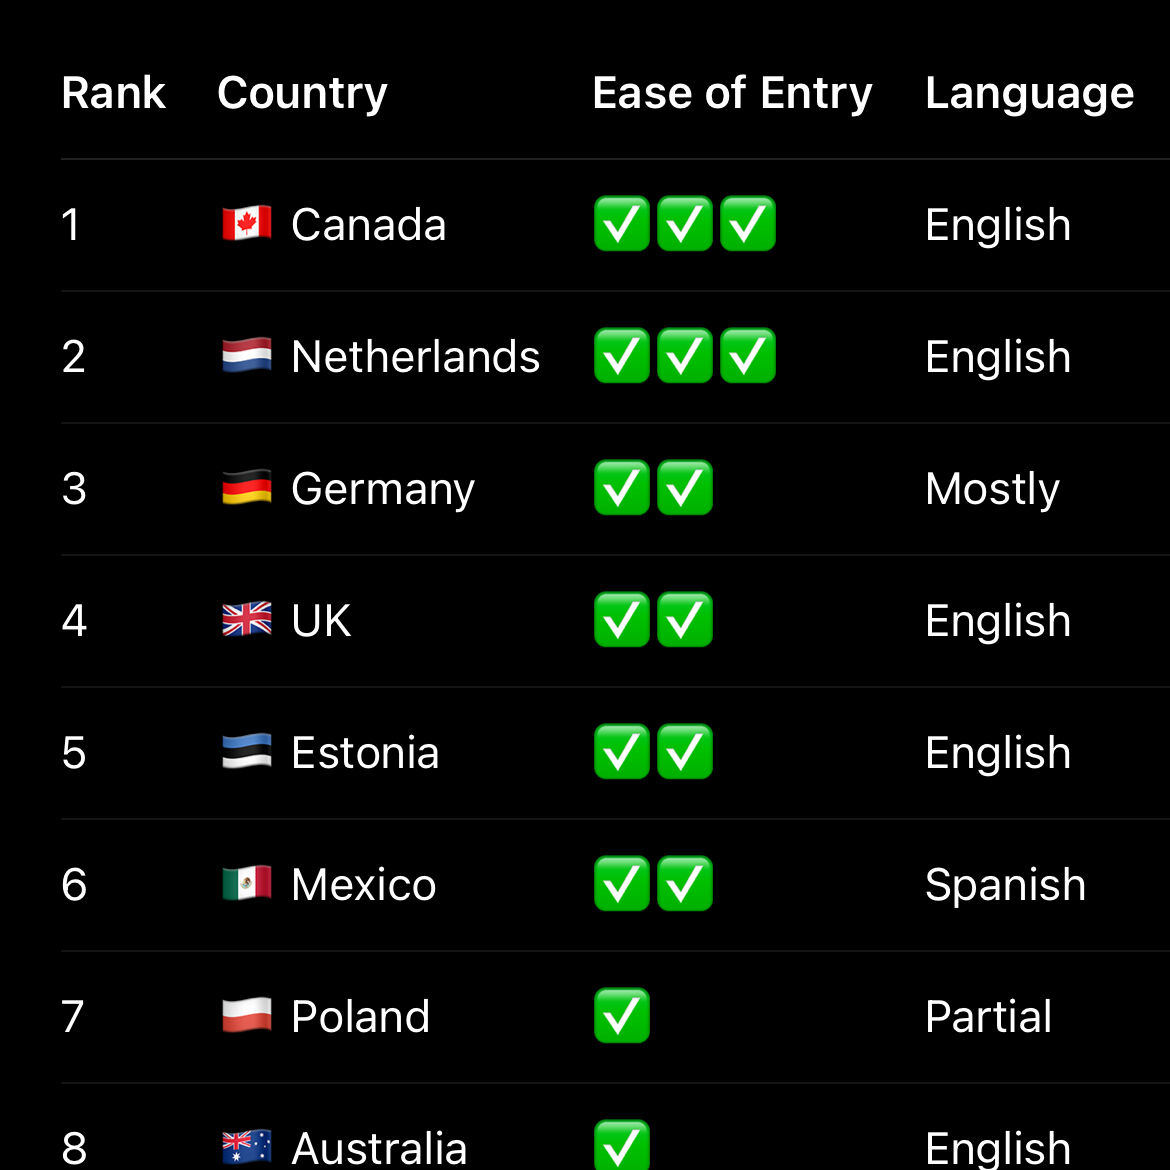 Rank Country Ease of Entry Language
1 🇨🇦 Canada ✅✅✅ English
2 🇳🇱 Netherlands ✅✅✅ English
3 🇩🇪 Germany ✅✅ Mostly
4 🇬🇧 UK ✅✅ English
5 🇪🇪 Estonia ✅✅ English
6 🇲🇽 Mexico ✅✅ Spanish
7 🇵🇱 Poland ✅ Partial
8 🇦🇺 Australia ✅ English